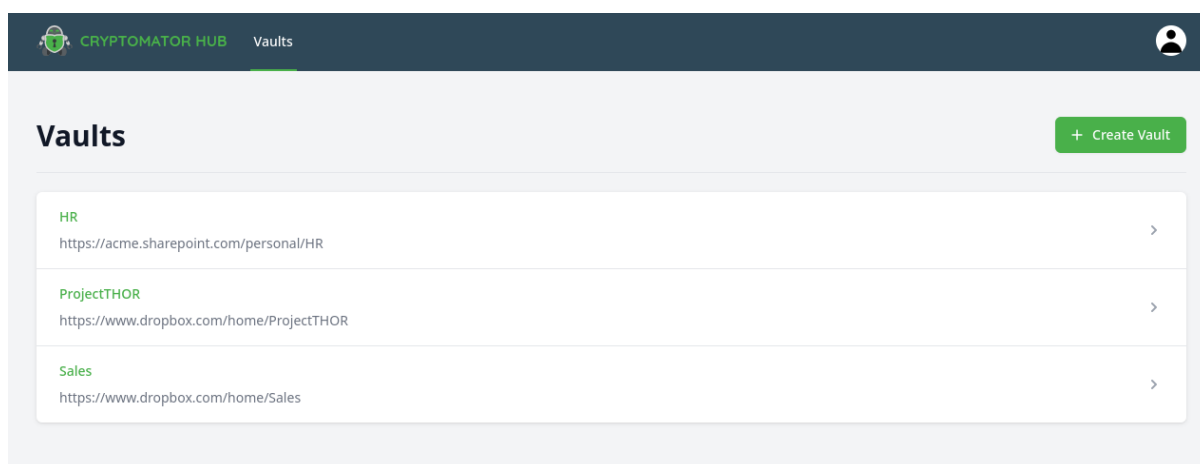 CRYPTOMATOR HUB Vaults
Vaults
+ Create Vault
HR
https://acme.sharepoint.com/personal/HR
ProjectTHOR
https://www.dropbox.com/home/ProjectTHOR
Sales
https://www.dropbox.com/home/Sales